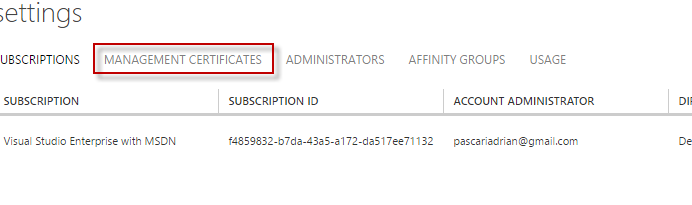 settings
UBSCRIPTIONS MANAGEMENT CERTIFICATES ADMINISTRATORS AFFINITY GROUPS USAGE
SUBSCRIPTION SUBSCRIPTION ID ACCOUNT ADMINISTRATOR DI
Visual Studio Enterprise with MSDN f4859832-b7da-43a5-a172-da517ee71132 pascariadrian@gmail.com De